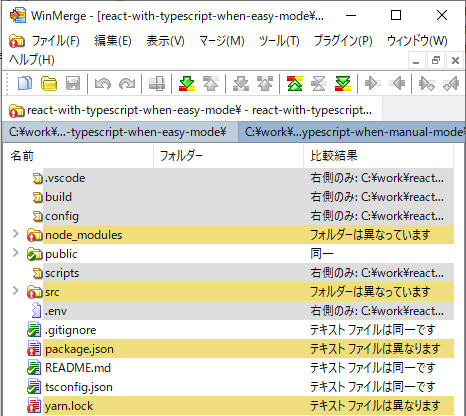 WinMerge - [react-with-typescript-when-easy-mode¥
ファイル(F) 編集(E) 表示(V) マージ(M) ツール(T) プラグイン(P) ウィンドウ(W)
ヘルプ(H)
react-with-typescript-when-easy-mode¥ - react-with-typescript...
C:¥work¥...-typescript-when-easy-mode¥ C:¥work¥...ypescript-when-manual-mode¥
名前 フォルダー 比較結果
.vscode 右側のみ: C:¥work¥react...
build 右側のみ: C:¥work¥react...
config 右側のみ: C:¥work¥react...
node_modules フォルダーは異なっています
public 同一
scripts 右側のみ: C:¥work¥react...
src フォルダーは異なっています
.env 右側のみ: C:¥work¥react...
.gitignore テキスト ファイルは同一です
package.json テキスト ファイルは異なります
README.md テキスト ファイルは同一です
tsconfig.json テキスト ファイルは同一です
yarn.lock テキスト ファイルは異なります